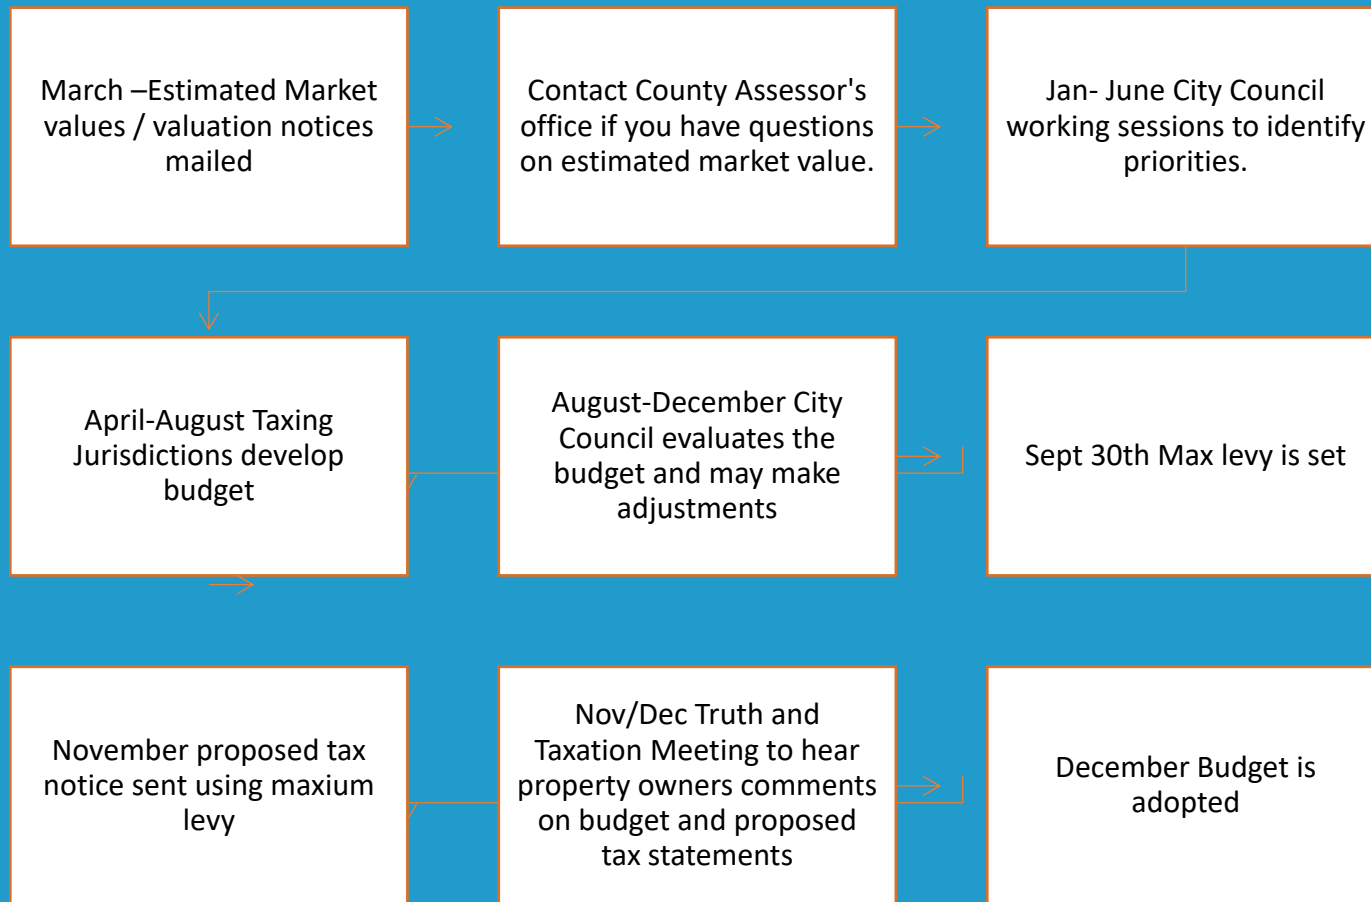 March –Estimated Market
values / valuation notices
mailed
Contact County Assessor's
office if you have questions
on estimated market value.
Jan- June City Council
working sessions to identify
priorities.
April-August Taxing
Jurisdictions develop
budget
August-December City
Council evaluates the
budget and may make
adjustments
Sept 30th Max levy is set
November proposed tax
notice sent using maxium
levy
Nov/Dec Truth and
Taxation Meeting to hear
property owners comments
on budget and proposed
tax statements
December Budget is
adopted